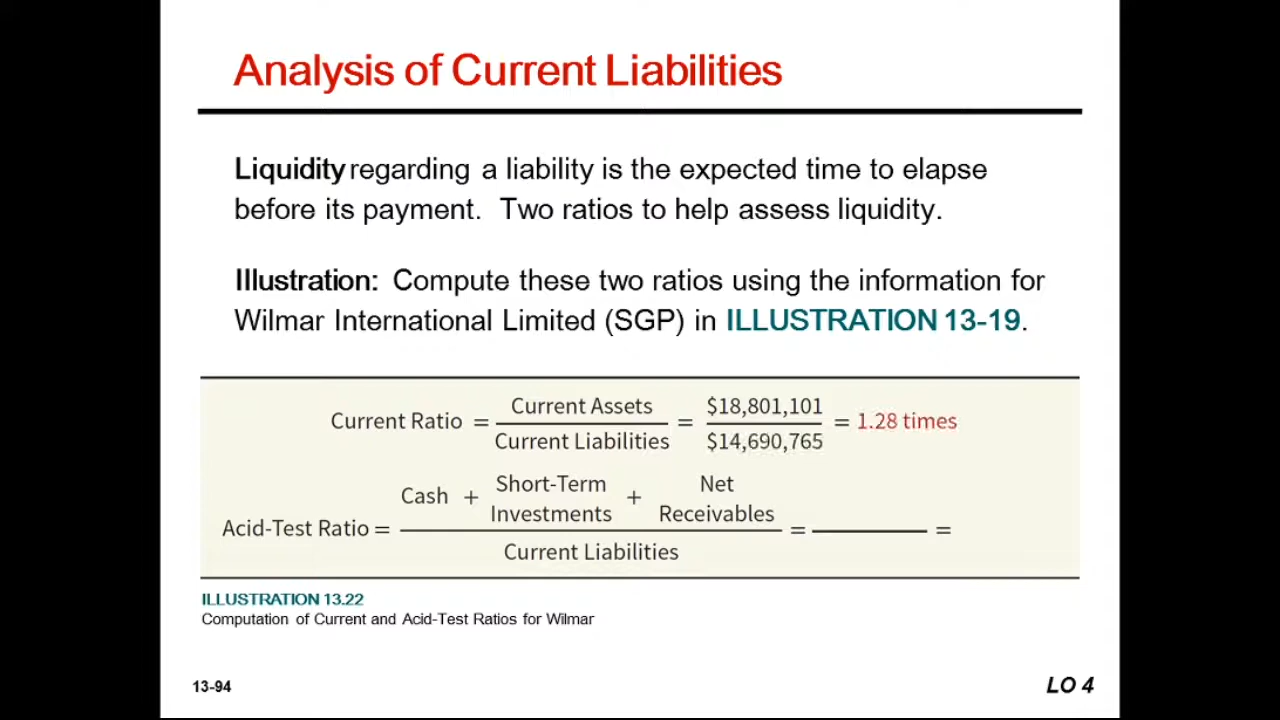 Analysis of Current Liabilities
Liquidity regarding a liability is the expected time to elapse
before its payment. Two ratios to help assess liquidity.
Illustration: Compute these two ratios using the information for
Wilmar International Limited (SGP) in ILLUSTRATION 13-19.
Current Ratio = Current Assets / Current Liabilities = $18,801,101 / $14,690,765 = 1.28 times
Acid-Test Ratio = Cash + Short-Term Investments + Net Receivables / Current Liabilities = ______ =
ILLUSTRATION 13.22
Computation of Current and Acid-Test Ratios for Wilmar
13-94
LO 4